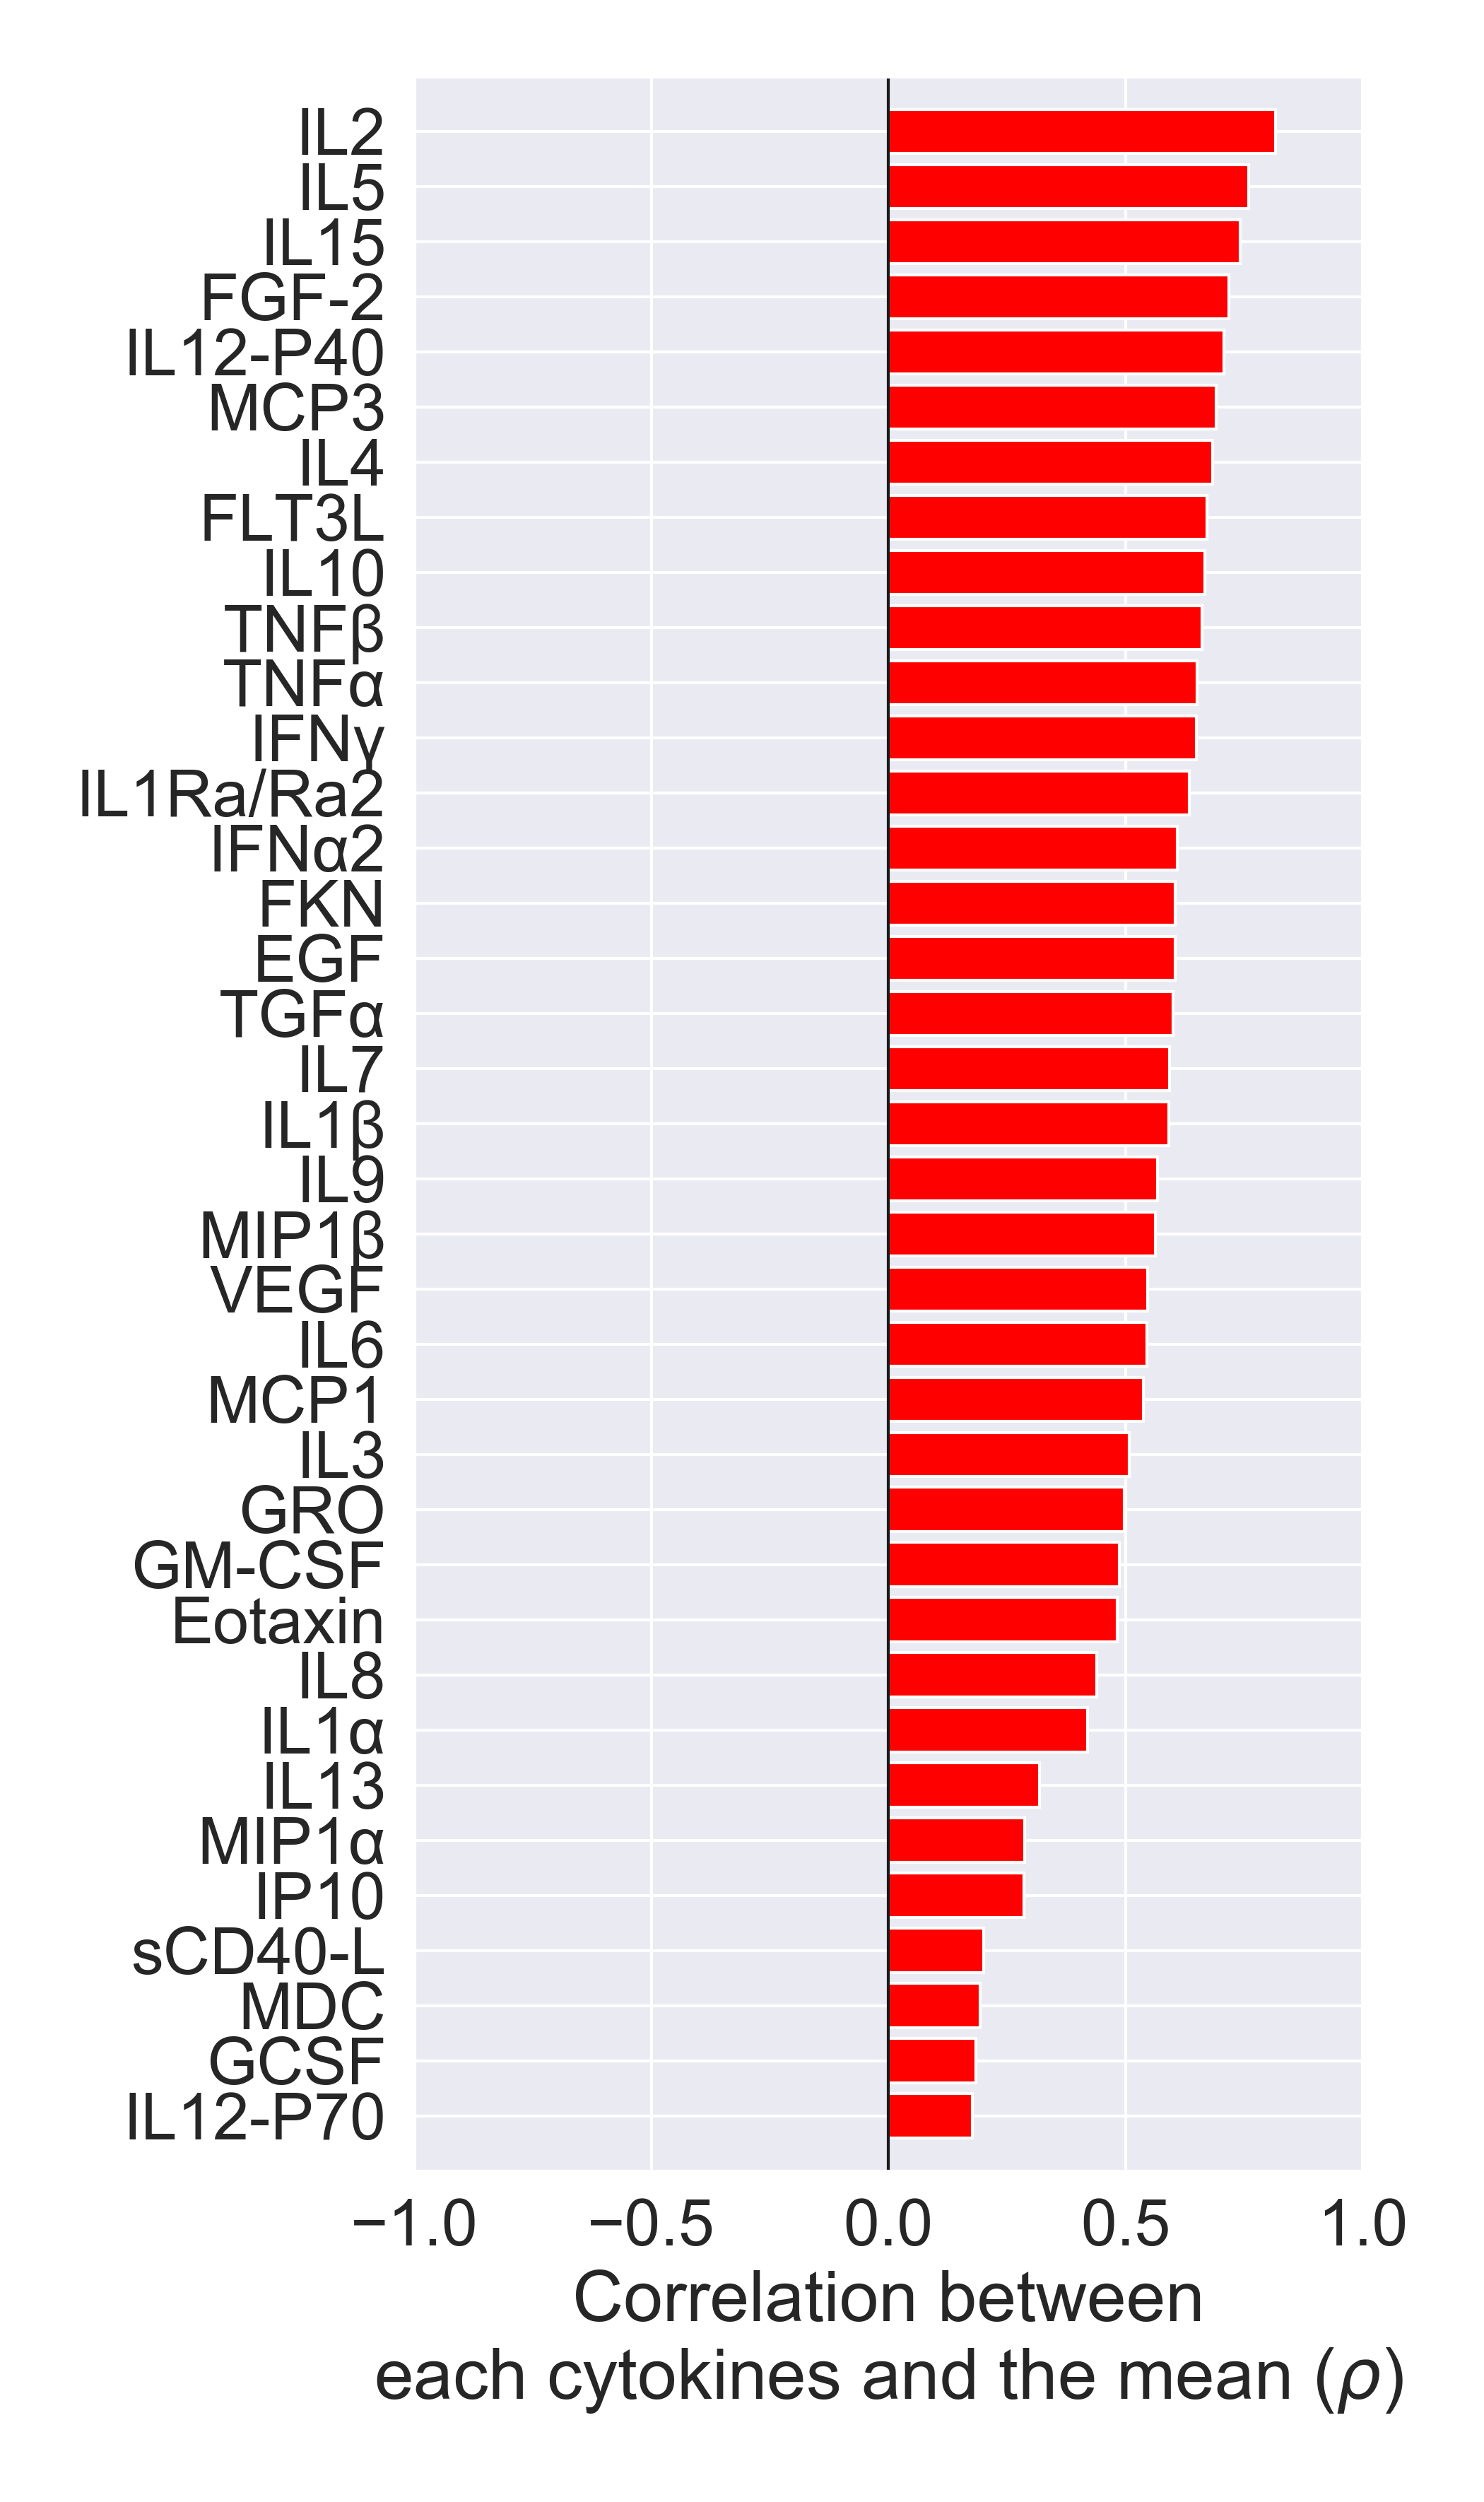 IL2
IL5
IL15
FGF-2
IL12-P40
MCP3
IL4
FLT3L
IL10
TNFβ
TNFα
IFNγ
IL1Ra/Ra2
IFNα2
FKN
EGF
TGFα
IL7
IL1β
IL9
MIP1β
VEGF
IL6
MCP1
IL3
GRO
GM-CSF
Eotaxin
IL8
IL1α
IL13
MIP1α
IP10
sCD40-L
MDC
GCSF
IL12-P70
−1.0 −0.5 0.0 0.5 1.0
Correlation between
each cytokines and the mean (ρ)